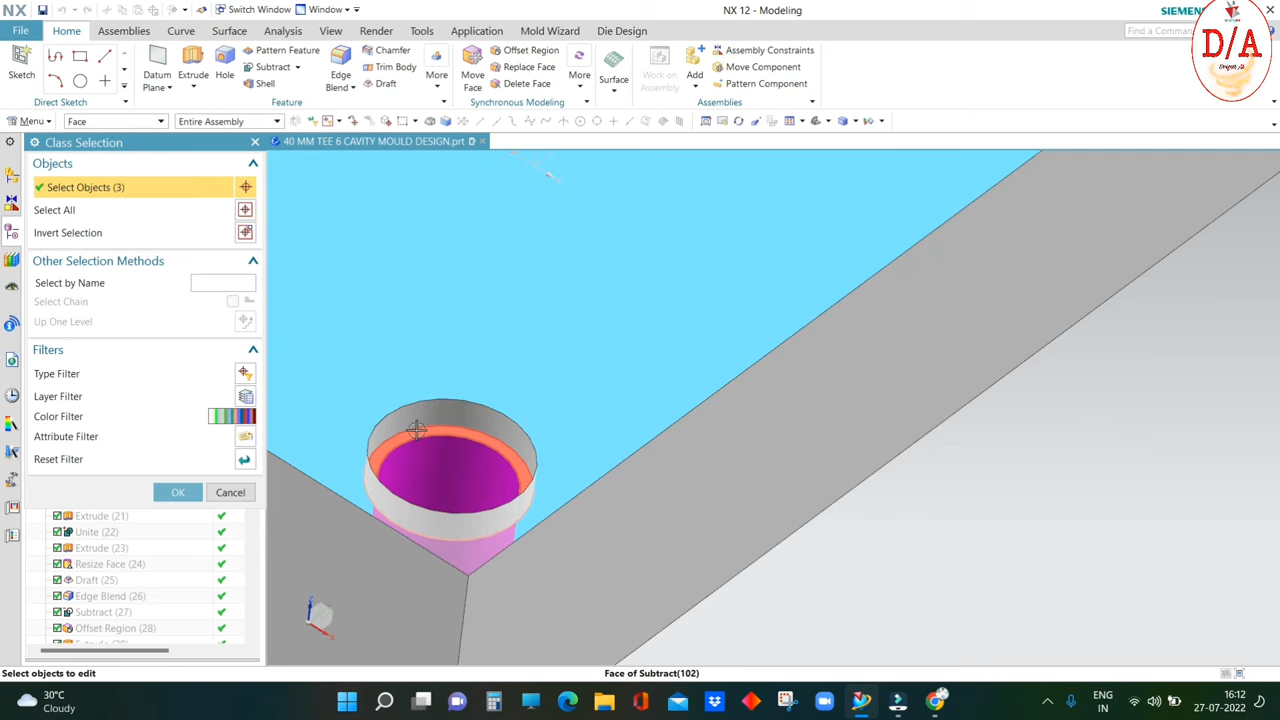 NX Switch Window Window NX 12 - Modeling SIEMENS
File Home Assemblies Curve Surface Analysis View Render Tools Application Mold Wizard Die Design Find a Comman
Sketch
Direct Sketch
Datum Plane Extrude Hole
Pattern Feature
Subtract
Shell
Edge Blend
Chamfer
Trim Body
Draft
More
Feature
Move Face
Offset Region
Replace Face
Delete Face
More
Synchronous Modeling
Surface
Work on Assembly
Add
Assembly Constraints
Move Component
Pattern Component
Assemblies
D/A
Menu Face Entire Assembly
Class Selection
40 MM TEE 6 CAVITY MOULD DESIGN.prt
Objects
Select Objects (3)
Select All
Invert Selection
Other Selection Methods
Select by Name
Select Chain
Up One Level
Filters
Type Filter
Layer Filter
Color Filter
Attribute Filter
Reset Filter
OK Cancel
Extrude (21)
Unite (22)
Extrude (23)
Resize Face (24)
Draft (25)
Edge Blend (26)
Subtract (27)
Offset Region (28)
Select objects to edit Face of Subtract(102)
30°C
Cloudy
ENG
IN
16:12
27-07-2022